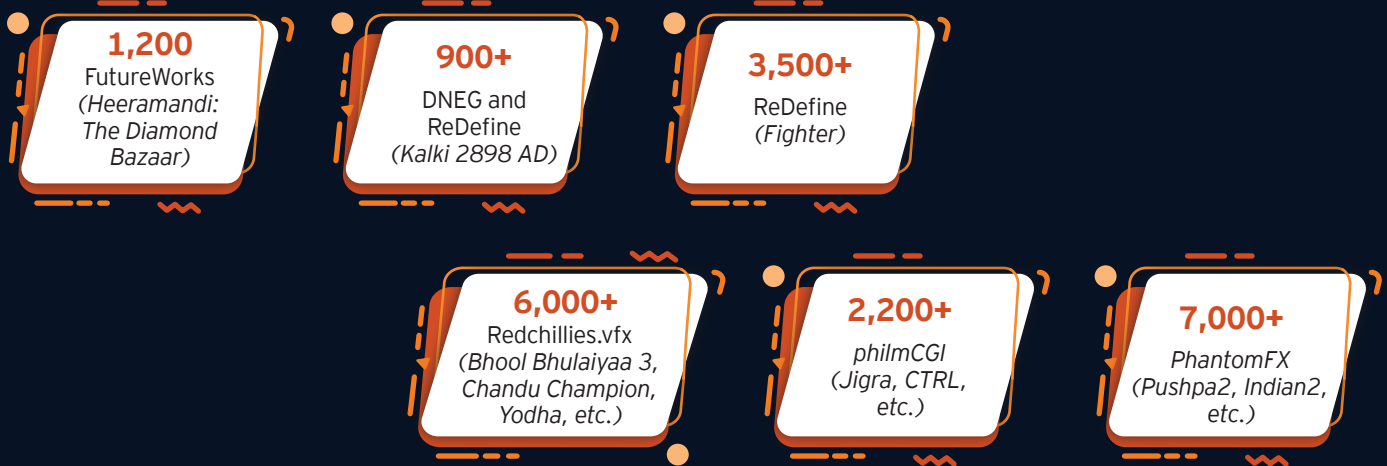 1,200
FutureWorks
(Heeramandi:
The Diamond
Bazaar)
900+
DNEG and
ReDefine
(Kalki 2898 AD)
3,500+
ReDefine
(Fighter)
6,000+
Redchillies.vfx
(Bhool Bhulaiyaa 3,
Chandu Champion,
Yodha, etc.)
2,200+
philmCGI
(Jigra, CTRL,
etc.)
7,000+
PhantomFX
(Pushpa2, Indian2,
etc.)